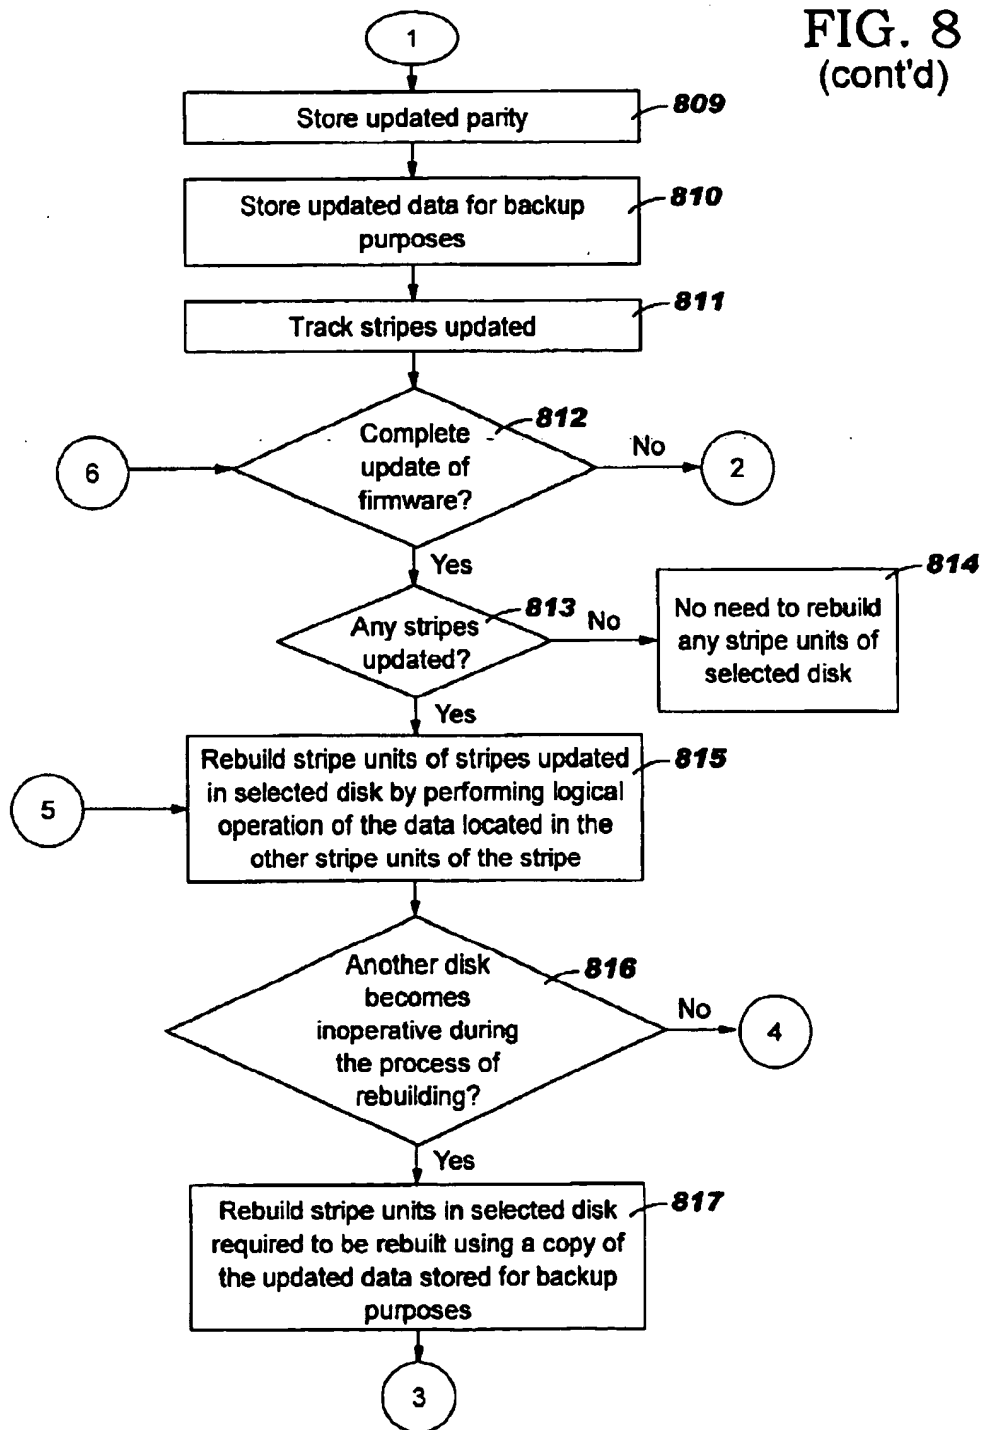 FIG. 8
(cont'd)
1
Store updated parity
809
Store updated data for backup
purposes
810
Track stripes updated
811
Complete
update of
firmware?
812
6
No
2
Yes
Any stripes
updated?
813
No
No need to rebuild
any stripe units of
selected disk
814
Yes
Rebuild stripe units of stripes updated
in selected disk by performing logical
operation of the data located in the
other stripe units of the stripe
815
5
Another disk
becomes
inoperative during
the process of
rebuilding?
816
No
4
Yes
Rebuild stripe units in selected disk
required to be rebuilt using a copy of
the updated data stored for backup
purposes
817
3